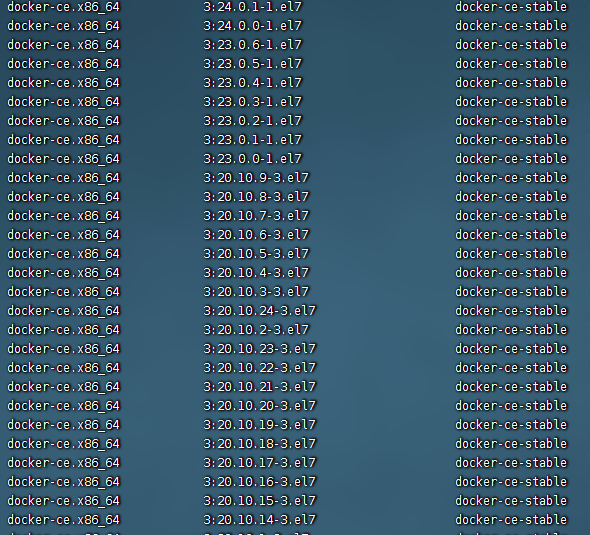 docker-ce.x86_64 3:24.0.1-1.el7 docker-ce-stable
docker-ce.x86_64 3:24.0.0-1.el7 docker-ce-stable
docker-ce.x86_64 3:23.0.6-1.el7 docker-ce-stable
docker-ce.x86_64 3:23.0.5-1.el7 docker-ce-stable
docker-ce.x86_64 3:23.0.4-1.el7 docker-ce-stable
docker-ce.x86_64 3:23.0.3-1.el7 docker-ce-stable
docker-ce.x86_64 3:23.0.2-1.el7 docker-ce-stable
docker-ce.x86_64 3:23.0.1-1.el7 docker-ce-stable
docker-ce.x86_64 3:23.0.0-1.el7 docker-ce-stable
docker-ce.x86_64 3:20.10.9-3.el7 docker-ce-stable
docker-ce.x86_64 3:20.10.8-3.el7 docker-ce-stable
docker-ce.x86_64 3:20.10.7-3.el7 docker-ce-stable
docker-ce.x86_64 3:20.10.6-3.el7 docker-ce-stable
docker-ce.x86_64 3:20.10.5-3.el7 docker-ce-stable
docker-ce.x86_64 3:20.10.4-3.el7 docker-ce-stable
docker-ce.x86_64 3:20.10.3-3.el7 docker-ce-stable
docker-ce.x86_64 3:20.10.24-3.el7 docker-ce-stable
docker-ce.x86_64 3:20.10.2-3.el7 docker-ce-stable
docker-ce.x86_64 3:20.10.23-3.el7 docker-ce-stable
docker-ce.x86_64 3:20.10.22-3.el7 docker-ce-stable
docker-ce.x86_64 3:20.10.21-3.el7 docker-ce-stable
docker-ce.x86_64 3:20.10.20-3.el7 docker-ce-stable
docker-ce.x86_64 3:20.10.19-3.el7 docker-ce-stable
docker-ce.x86_64 3:20.10.18-3.el7 docker-ce-stable
docker-ce.x86_64 3:20.10.17-3.el7 docker-ce-stable
docker-ce.x86_64 3:20.10.16-3.el7 docker-ce-stable
docker-ce.x86_64 3:20.10.15-3.el7 docker-ce-stable
docker-ce.x86_64 3:20.10.14-3.el7 docker-ce-stable